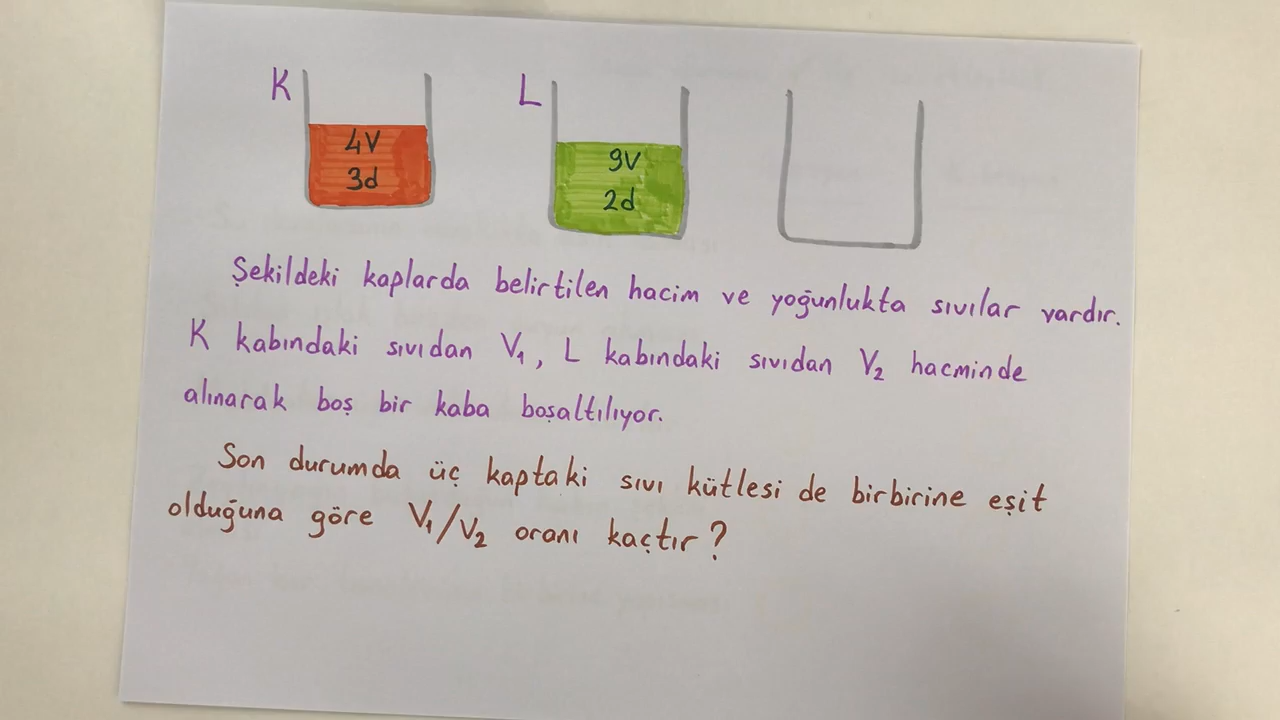 K
4V
3d
L
9V
2d
Şekildeki kaplarda belirtilen hacim ve yoğunlukta sıvılar vardır.
K kabındaki sıvıdan V₁, L kabındaki sıvıdan V₂ hacminde
alınarak boş bir kaba boşaltılıyor.
Son durumda üç kaptaki sıvı kütlesi de birbirine eşit
olduğuna göre V₁/V₂ oranı kaçtır?